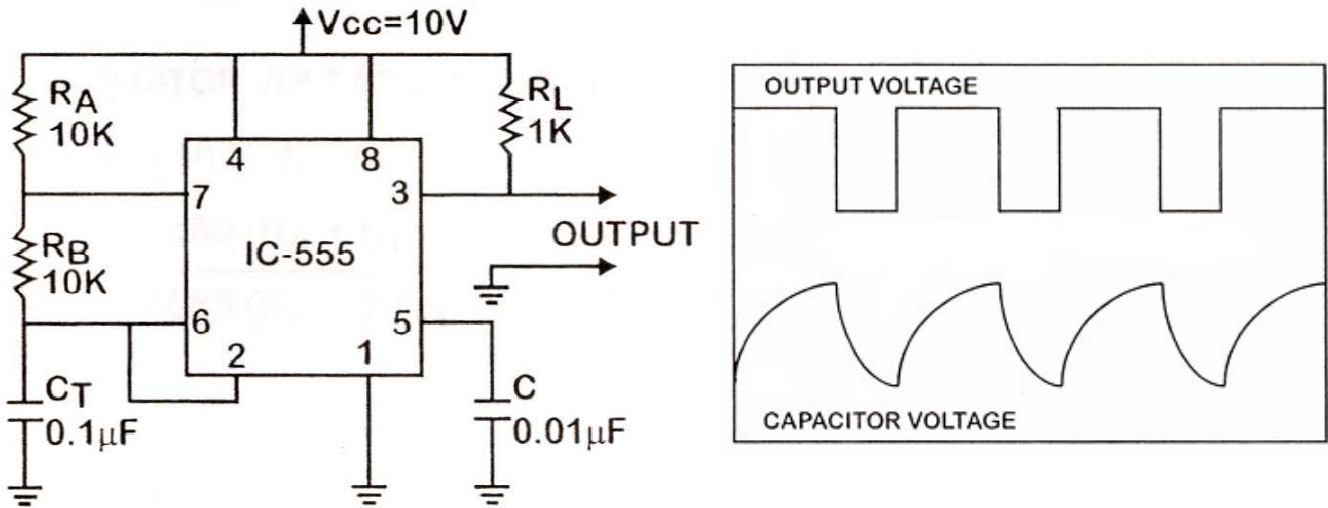 Vcc=10V
RA
10K
RL
1K
4
8
7
3
RB
10K
IC-555
OUTPUT
6
5
2
1
CT
0.1µF
C
0.01µF
OUTPUT VOLTAGE
CAPACITOR VOLTAGE